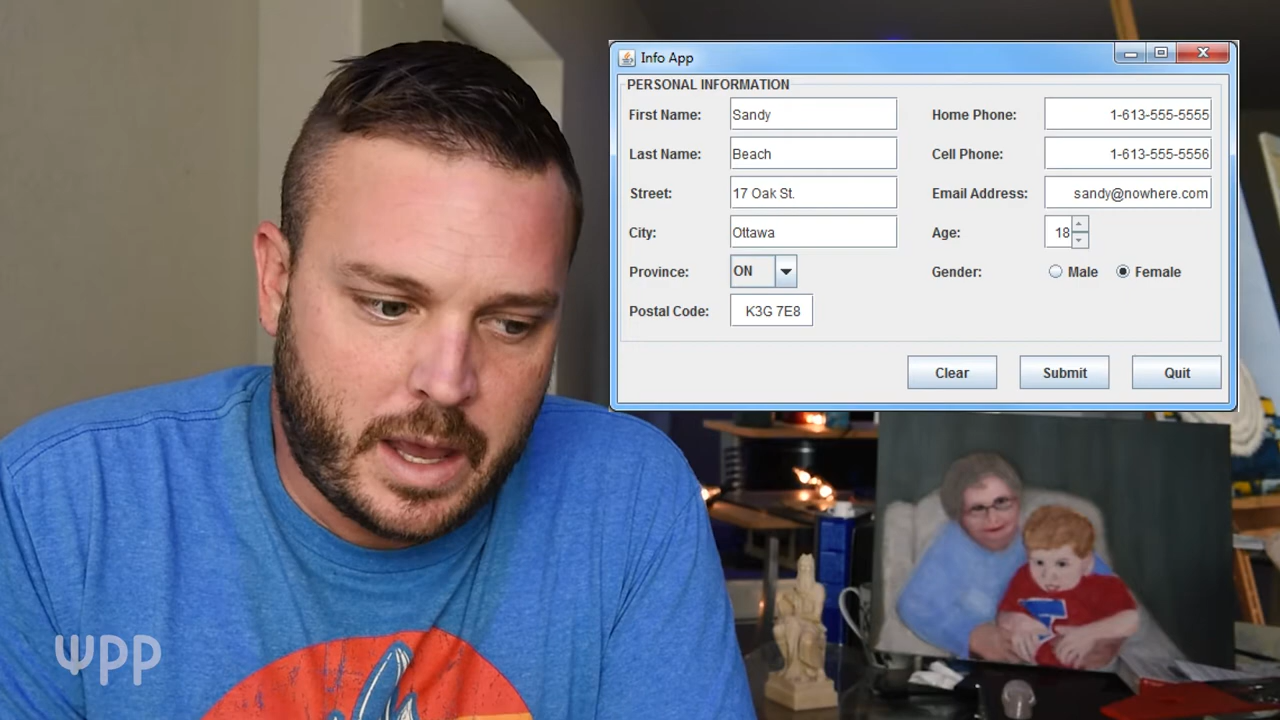 Info App
PERSONAL INFORMATION
First Name: Sandy Home Phone: 1-613-555-5555
Last Name: Beach Cell Phone: 1-613-555-5556
Street: 17 Oak St. Email Address: sandy@nowhere.com
City: Ottawa Age: 18
Province: ON Gender: Male Female
Postal Code: K3G 7E8
Clear Submit Quit
ΨPP